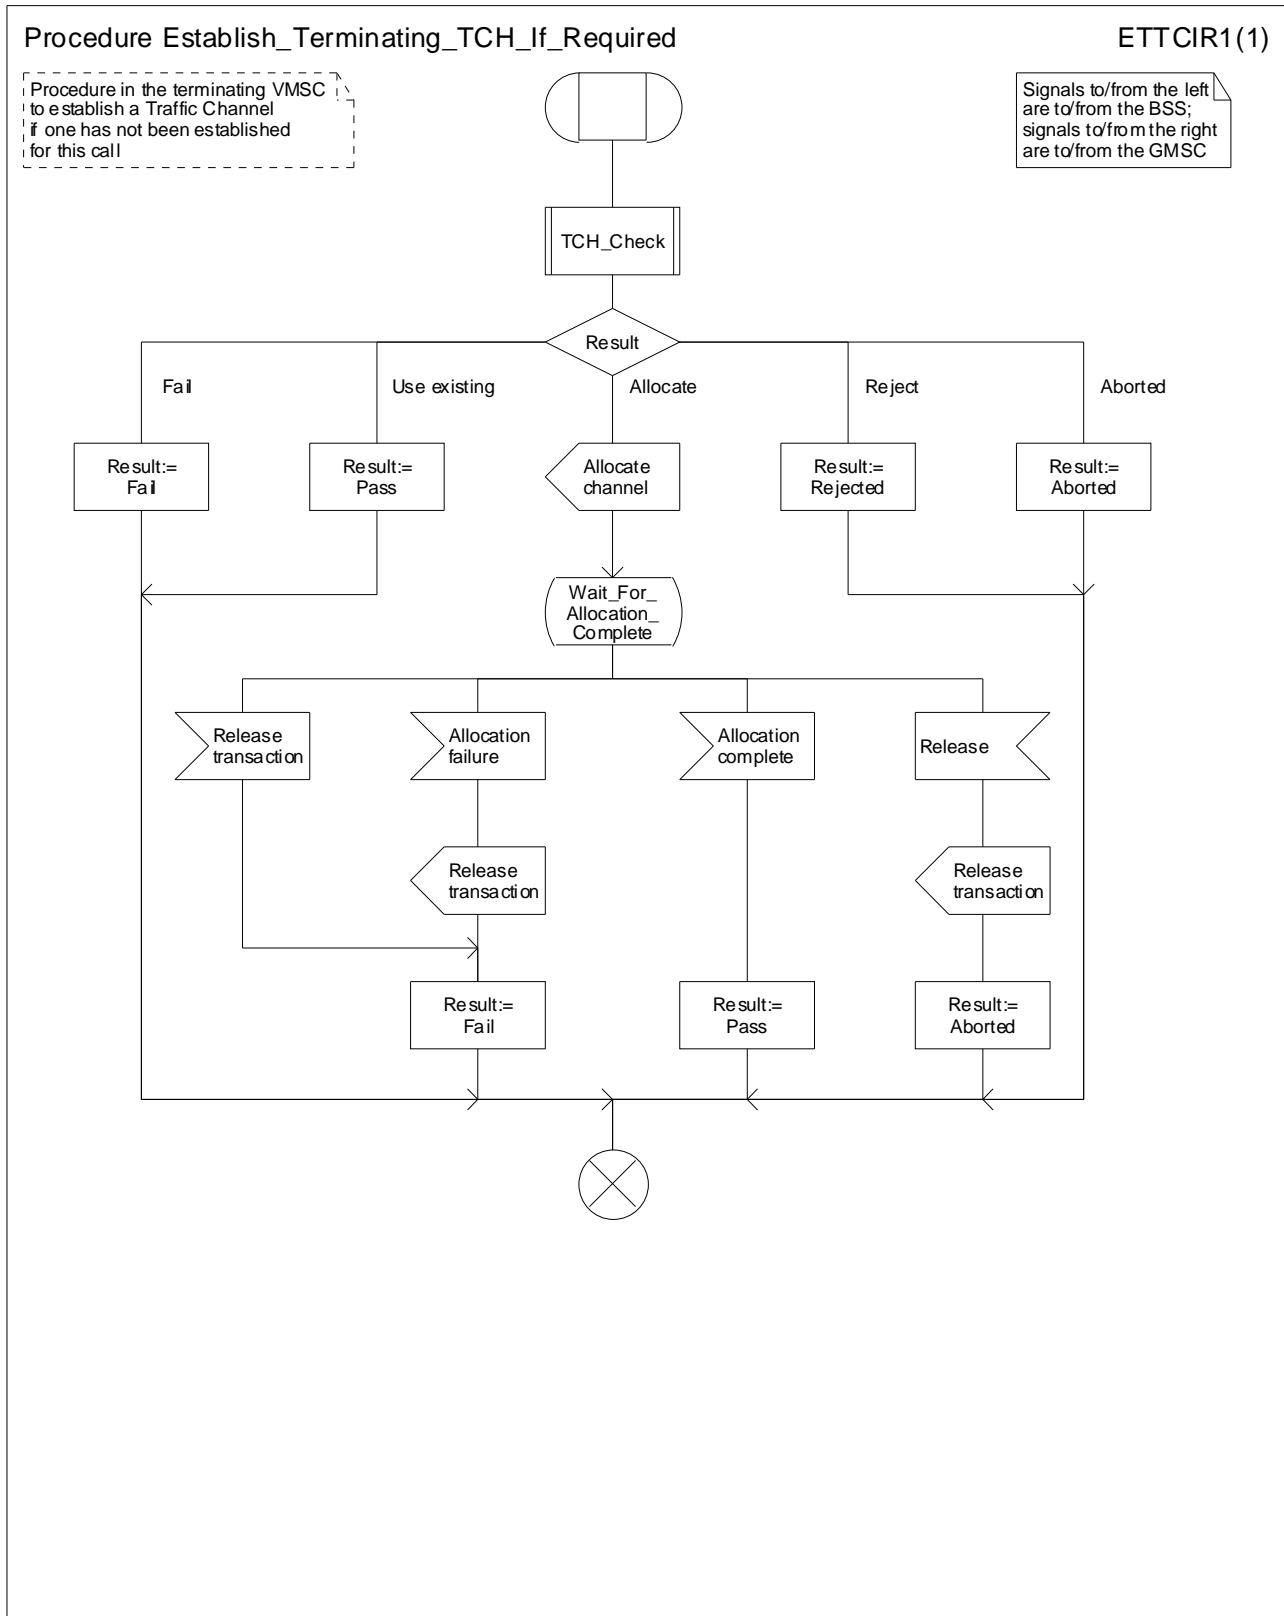 Procedure Establish_Terminating_TCH_If_Required
ETTCIR1(1)
Procedure in the terminating VMSC
to establish a Traffic Channel
if one has not been established
for this call
Signals to/from the left
are to/from the BSS;
signals to/from the right
are to/from the GMSC
TCH_Check
Result
Fail
Use existing
Allocate
Reject
Aborted
Result:=
Fail
Result:=
Pass
Allocate
channel
Result:=
Rejected
Result:=
Aborted
Wait_For_
Allocation_
Complete
Release
transaction
Allocation
failure
Allocation
complete
Release
Release
transaction
Release
transaction
Result:=
Fail
Result:=
Pass
Result:=
Aborted